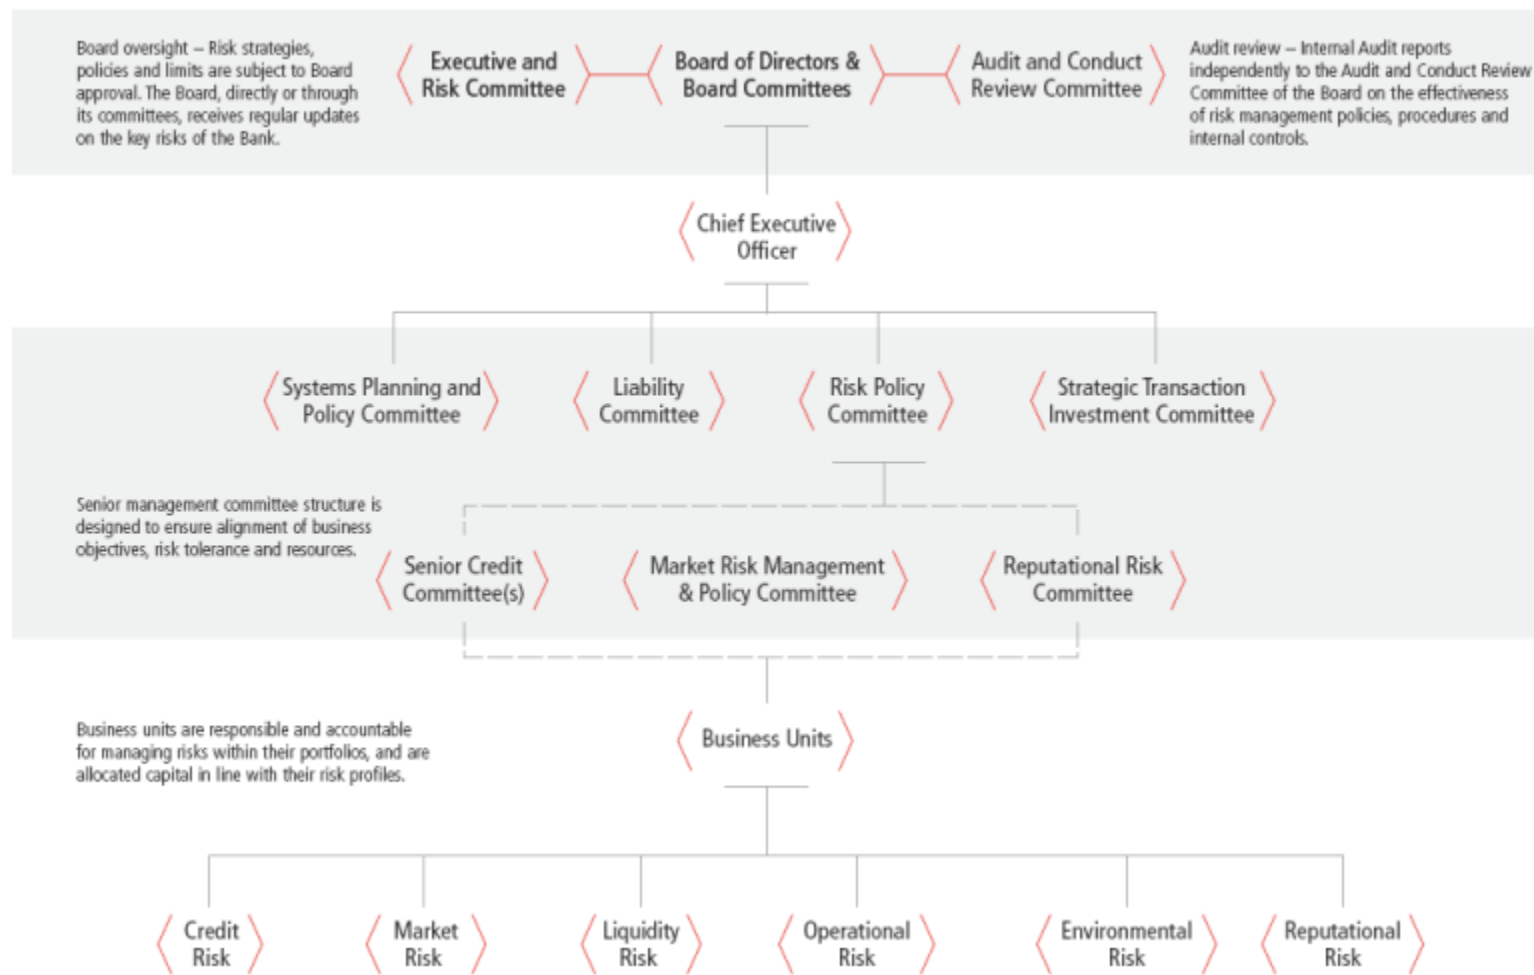 Board oversight – Risk strategies,
policies and limits are subject to Board
approval. The Board, directly or through
its committees, receives regular updates
on the key risks of the Bank.
Executive and
Risk Committee
Board of Directors &
Board Committees
Audit and Conduct
Review Committee
Audit review – Internal Audit reports
independently to the Audit and Conduct Review
Committee of the Board on the effectiveness
of risk management policies, procedures and
internal controls.
Chief Executive
Officer
Systems Planning and
Policy Committee
Liability
Committee
Risk Policy
Committee
Strategic Transaction
Investment Committee
Senior management committee structure is
designed to ensure alignment of business
objectives, risk tolerance and resources.
Senior Credit
Committee(s)
Market Risk Management
& Policy Committee
Reputational Risk
Committee
Business units are responsible and accountable
for managing risks within their portfolios, and are
allocated capital in line with their risk profiles.
Business Units
Credit
Risk
Market
Risk
Liquidity
Risk
Operational
Risk
Environmental
Risk
Reputational
Risk